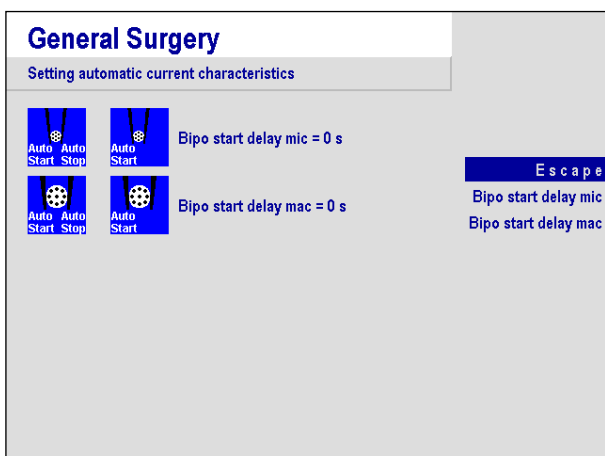 General Surgery
Setting automatic current characteristics
Auto Auto
Start Stop
Auto
Start
Bipo start delay mic = 0 s
Auto Auto
Start Stop
Auto
Start
Bipo start delay mac = 0 s
Escape
Bipo start delay mic
Bipo start delay mac